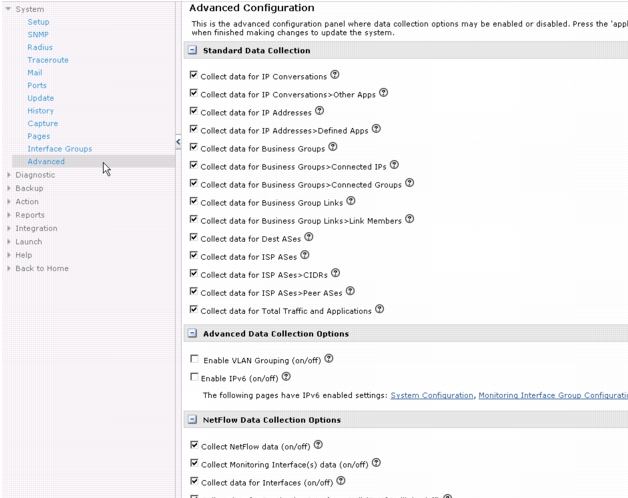 System
Setup
SNMP
Radius
Traceroute
Mail
Ports
Update
History
Capture
Pages
Interface Groups
Advanced
Diagnostic
Backup
Action
Reports
Integration
Launch
Help
Back to Home
Advanced Configuration
This is the advanced configuration panel where data collection options may be enabled or disabled. Press the 'appl
when finished making changes to update the system.
Standard Data Collection
Collect data for IP Conversations
Collect data for IP Conversations>Other Apps
Collect data for IP Addresses
Collect data for IP Addresses>Defined Apps
Collect data for Business Groups
Collect data for Business Groups>Connected IPs
Collect data for Business Groups>Connected Groups
Collect data for Business Group Links
Collect data for Business Group Links>Link Members
Collect data for Dest ASes
Collect data for ISP ASes
Collect data for ISP ASes>CIDRs
Collect data for ISP ASes>Peer ASes
Collect data for Total Traffic and Applications
Advanced Data Collection Options
Enable VLAN Grouping (on/off)
Enable IPv6 (on/off)
The following pages have IPv6 enabled settings: System Configuration, Monitoring Interface Group Configuratio
NetFlow Data Collection Options
Collect NetFlow data (on/off)
Collect Monitoring Interface(s) data (on/off)
Collect data for Interfaces (on/off)